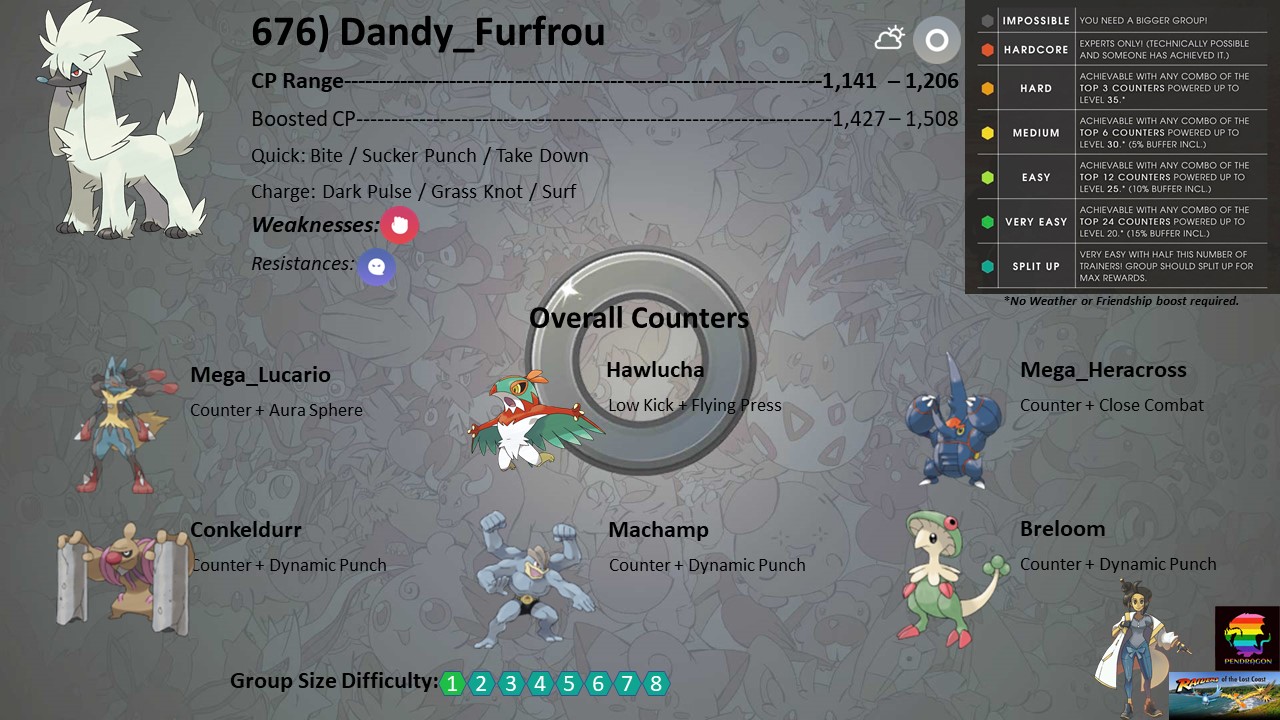 676) Dandy_Furfrou
CP Range--------------------------------------------------------------------------------1,141 – 1,206
Boosted CP--------------------------------------------------------------------------------1,427 – 1,508
Quick: Bite / Sucker Punch / Take Down
Charge: Dark Pulse / Grass Knot / Surf
Weaknesses:
Resistances:
IMPOSSIBLE YOU NEED A BIGGER GROUP!
HARDCORE EXPERTS ONLY! (TECHNICALLY POSSIBLE
AND SOMEONE HAS ACHIEVED IT.)
HARD ACHIEVABLE WITH ANY COMBO OF THE
TOP 3 COUNTERS POWERED UP TO
LEVEL 35.*
MEDIUM ACHIEVABLE WITH ANY COMBO OF THE
TOP 6 COUNTERS POWERED UP TO
LEVEL 30.* (5% BUFFER INCL.)
EASY ACHIEVABLE WITH ANY COMBO OF THE
TOP 12 COUNTERS POWERED UP TO
LEVEL 25.* (10% BUFFER INCL.)
VERY EASY ACHIEVABLE WITH ANY COMBO OF THE
TOP 24 COUNTERS POWERED UP TO
LEVEL 20.* (15% BUFFER INCL.)
SPLIT UP VERY EASY WITH HALF THIS NUMBER OF
TRAINERS! GROUP SHOULD SPLIT UP FOR
MAX REWARDS.
*No Weather or Friendship boost required.
Overall Counters
Mega_Lucario
Counter + Aura Sphere
Hawlucha
Low Kick + Flying Press
Mega_Heracross
Counter + Close Combat
Conkeldurr
Counter + Dynamic Punch
Machamp
Counter + Dynamic Punch
Breloom
Counter + Dynamic Punch
Group Size Difficulty: 1 2 3 4 5 6 7 8
PENDROGON
RAIDERS of the Lost Coast